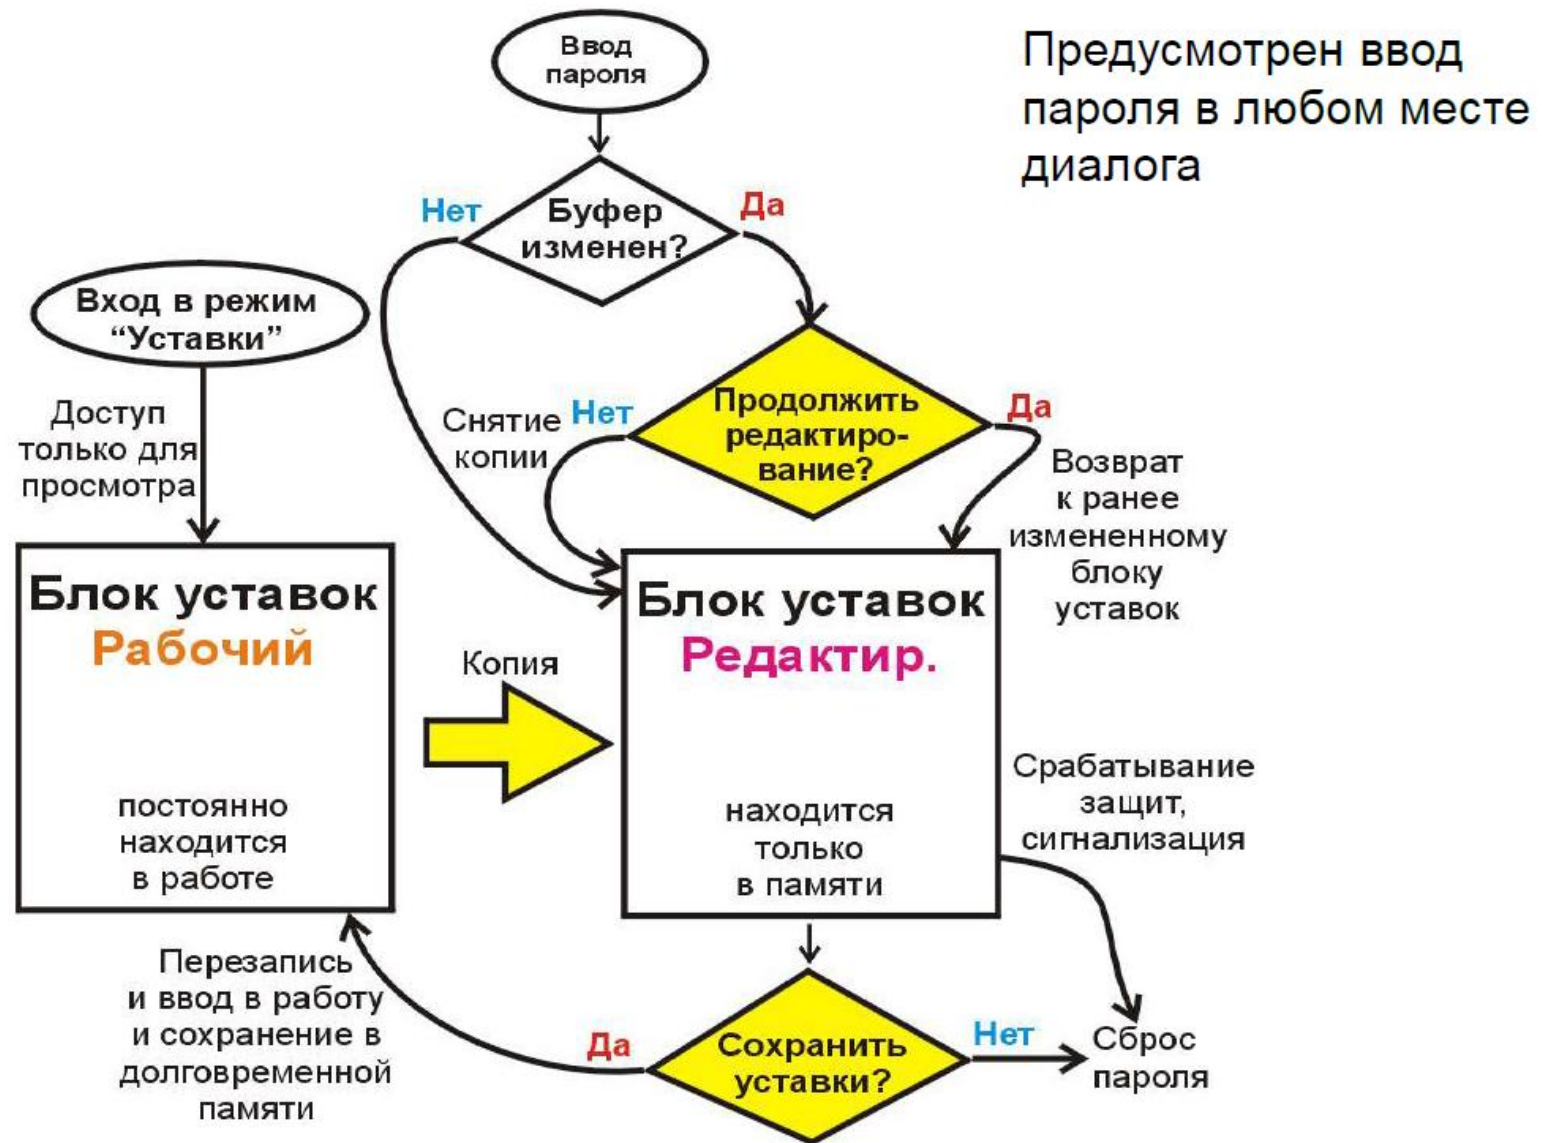 Ввод
пароля
Предусмотрен ввод
пароля в любом месте
диалога
Нет
Буфер
изменен?
Да
Вход в режим
“Уставки”
Доступ
только для
просмотра
Снятие
копии
Нет
Продолжить
редактиро-
вание?
Да
Возврат
к ранее
измененному
блоку
уставок
Блок уставок
Рабочий
постоянно
находится
в работе
Копия
Блок уставок
Редактир.
находится
только
в памяти
Срабатывание
защит,
сигнализация
Перезапись
и ввод в работу
и сохранение в
долговременной
памяти
Да
Сохранить
уставки?
Нет
Сброс
пароля